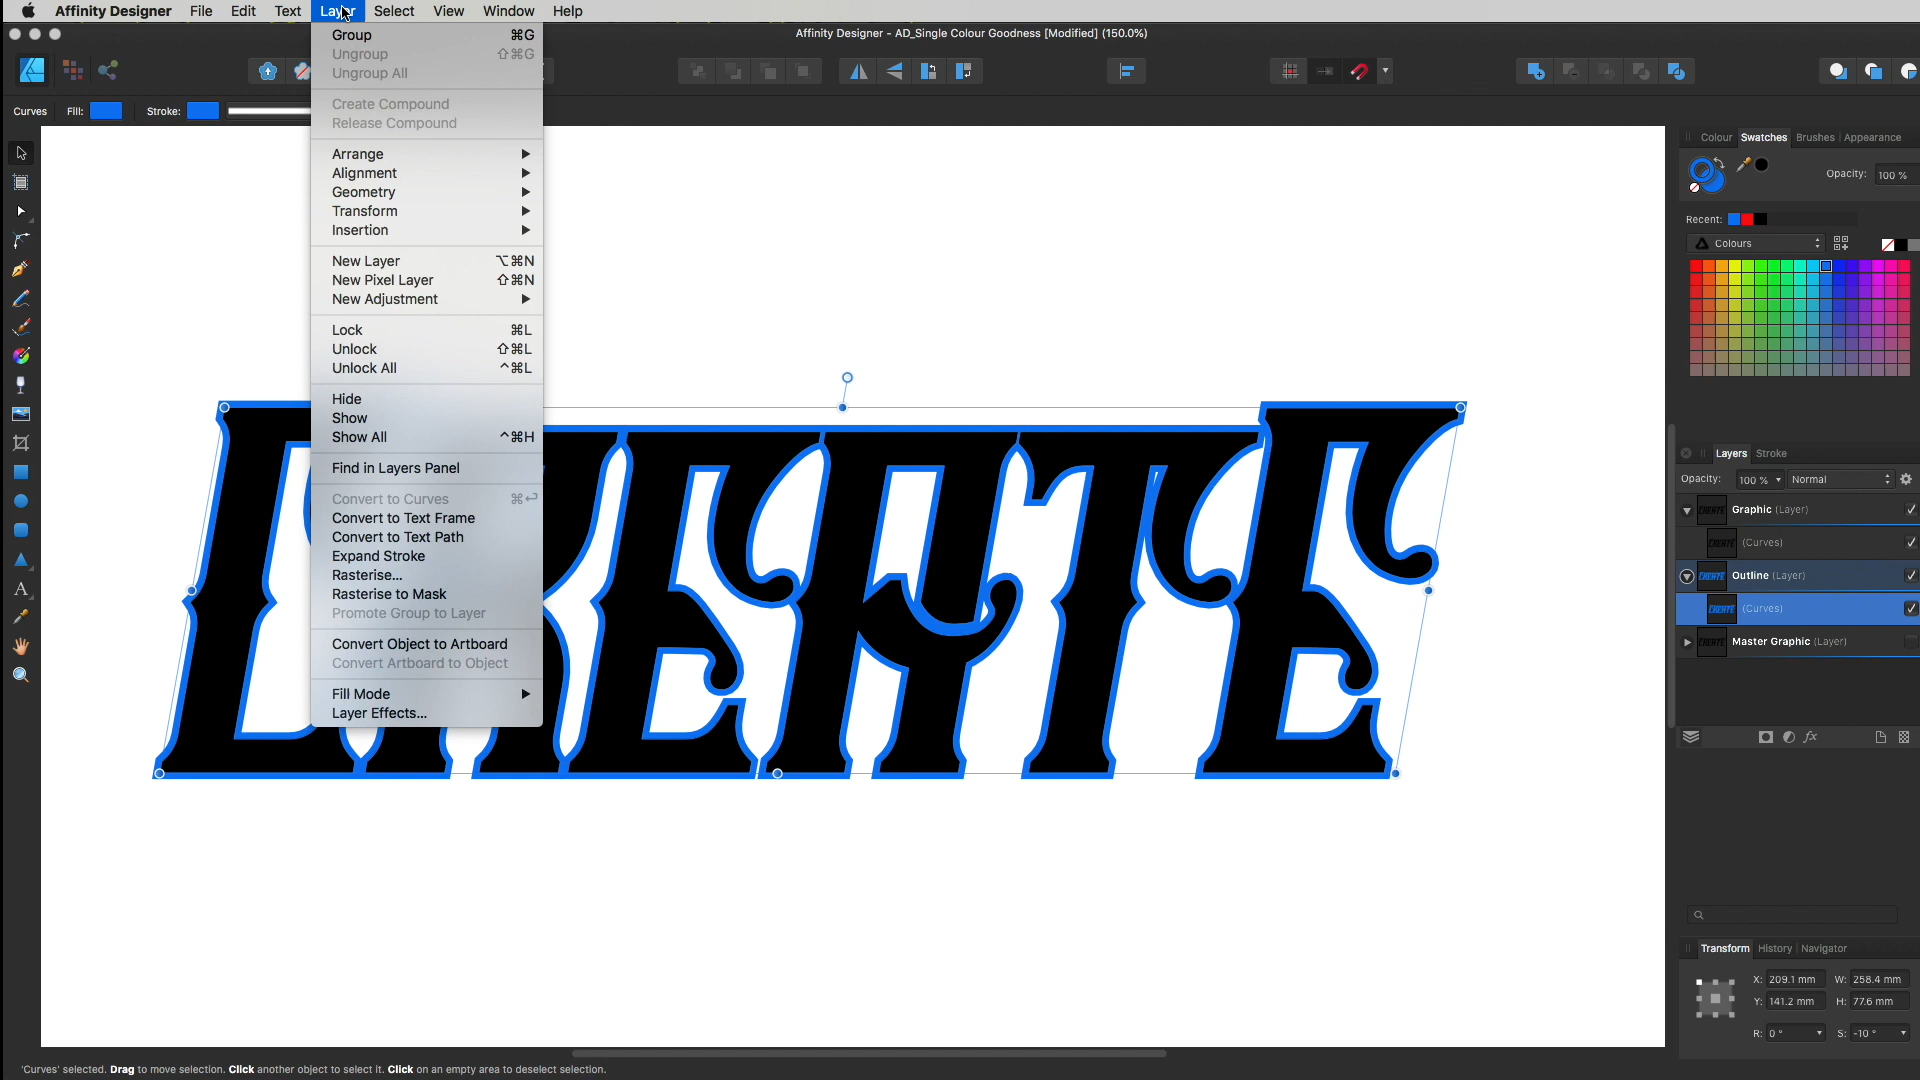 Affinity Designer File Edit Text Layer Select View Window Help
Affinity Designer - AD_Single Colour Goodness [Modified] (150.0%)
Curves Fill: Stroke:
Group ⌘G
Ungroup ⇧⌘G
Ungroup All
Create Compound
Release Compound
Arrange
Alignment
Geometry
Transform
Insertion
New Layer ⌥⌘N
New Pixel Layer ⇧⌘N
New Adjustment
Lock ⌘L
Unlock ⇧⌘L
Unlock All ^⌘L
Hide
Show
Show All ^⌘H
Find in Layers Panel
Convert to Curves ⌘⏎
Convert to Text Frame
Convert to Text Path
Expand Stroke
Rasterise...
Rasterise to Mask
Promote Group to Layer
Convert Object to Artboard
Convert Artboard to Object
Fill Mode
Layer Effects...
Colour Swatches Brushes Appearance
Opacity: 100 %
Recent:
Colours
Layers Stroke
Opacity: 100 % Normal
Graphic (Layer)
(Curves)
Outline (Layer)
(Curves)
Master Graphic (Layer)
Transform History Navigator
X: 209.1 mm W: 258.4 mm
Y: 141.2 mm H: 77.6 mm
R: 0 ° S: -10 °
'Curves' selected. Drag to move selection. Click another object to select it. Click on an empty area to deselect selection.